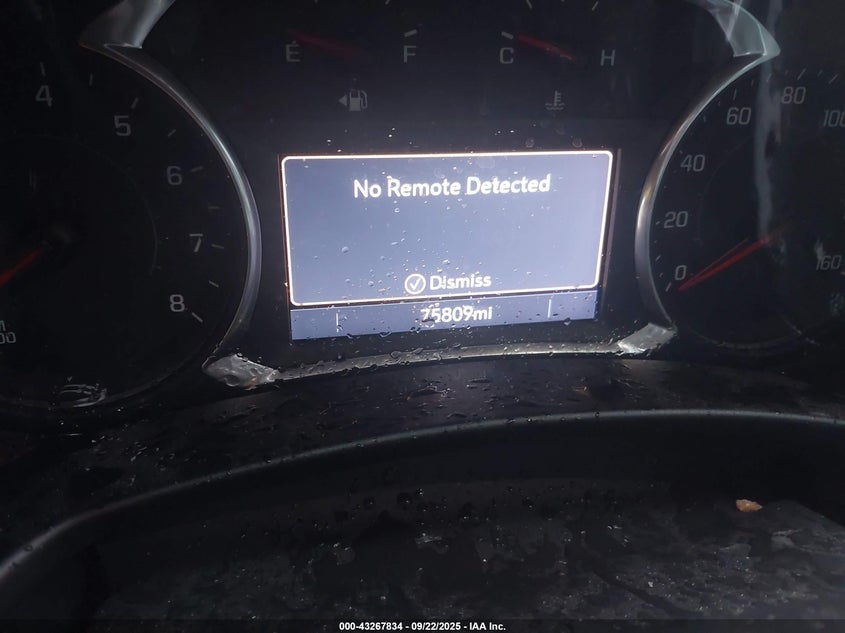 E F C H
4 5 6 7 8
0 20 40 60 80 100 160
No Remote Detected
Dismiss
75809mi
000-43267834 - 09/22/2025 - IAA Inc.